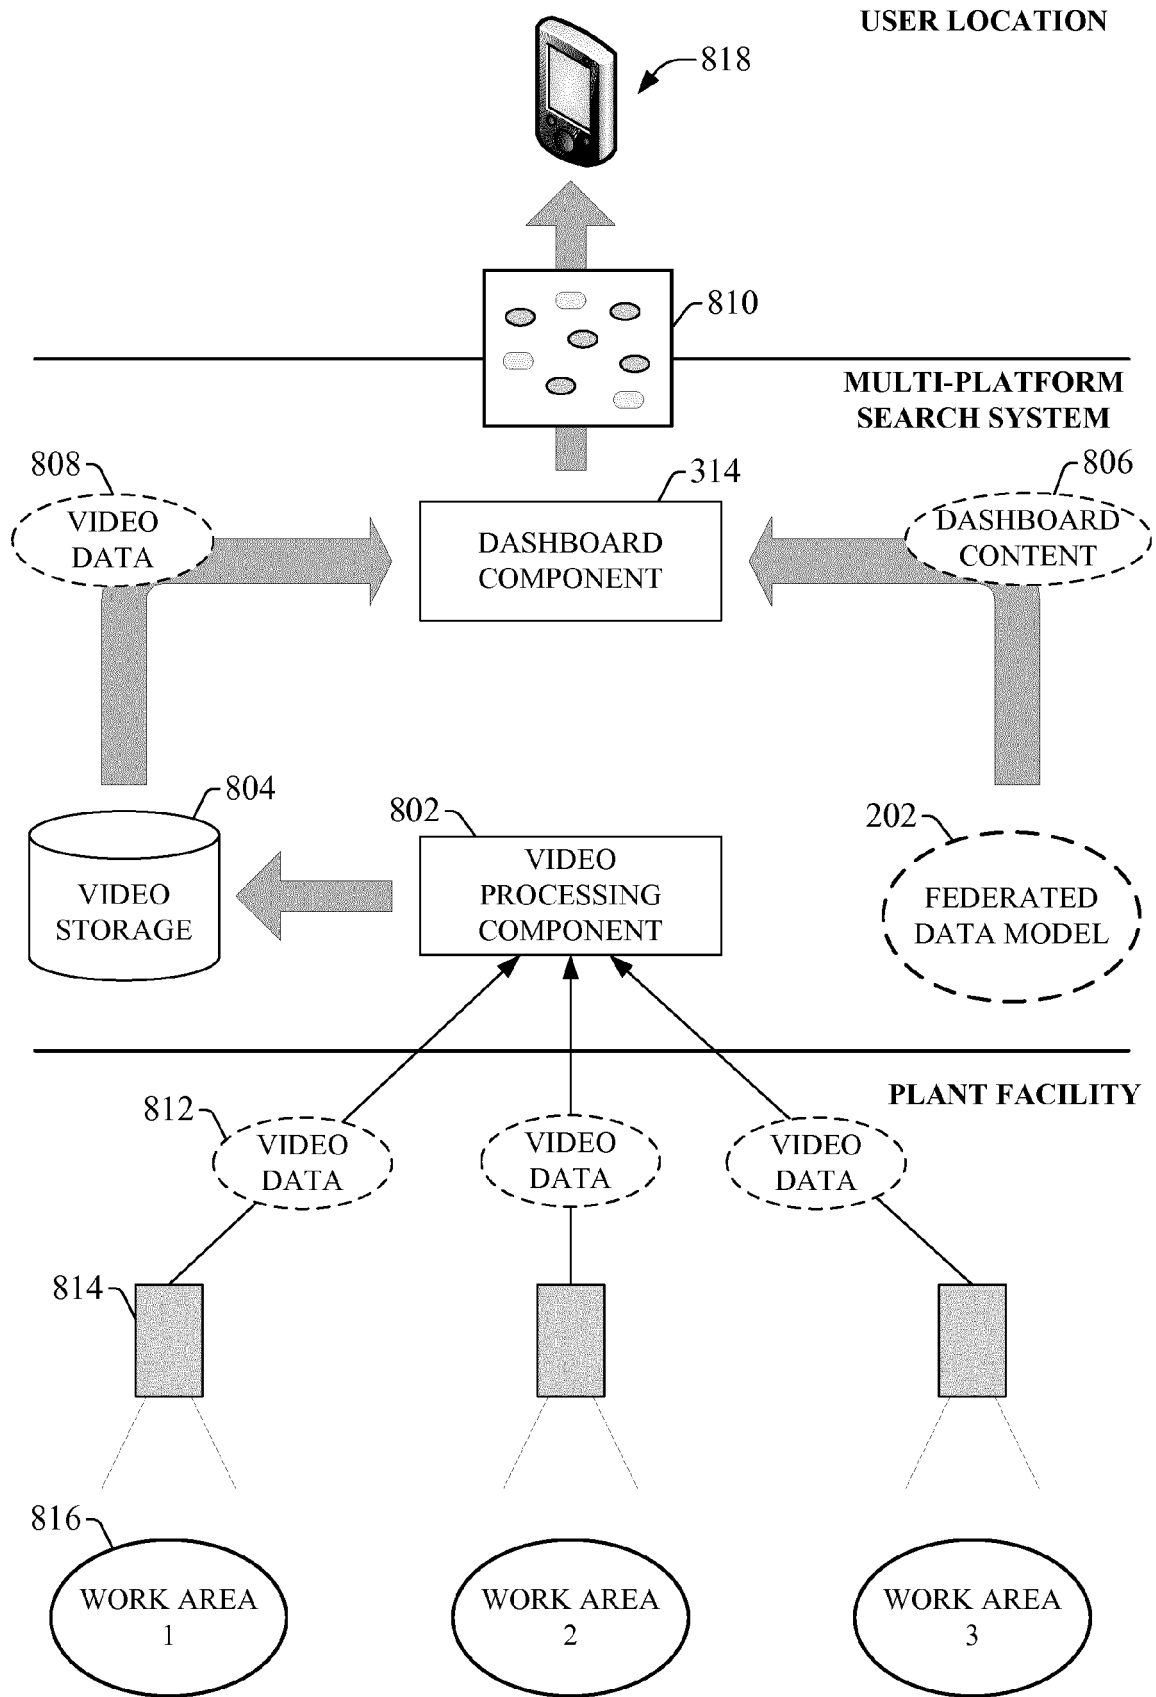 USER LOCATION
818
810
MULTI-PLATFORM
SEARCH SYSTEM
808
VIDEO
DATA
314
DASHBOARD
COMPONENT
806
DASHBOARD
CONTENT
804
VIDEO
STORAGE
802
VIDEO
PROCESSING
COMPONENT
202
FEDERATED
DATA MODEL
PLANT FACILITY
812
VIDEO
DATA
VIDEO
DATA
VIDEO
DATA
814
816
WORK AREA
1
WORK AREA
2
WORK AREA
3